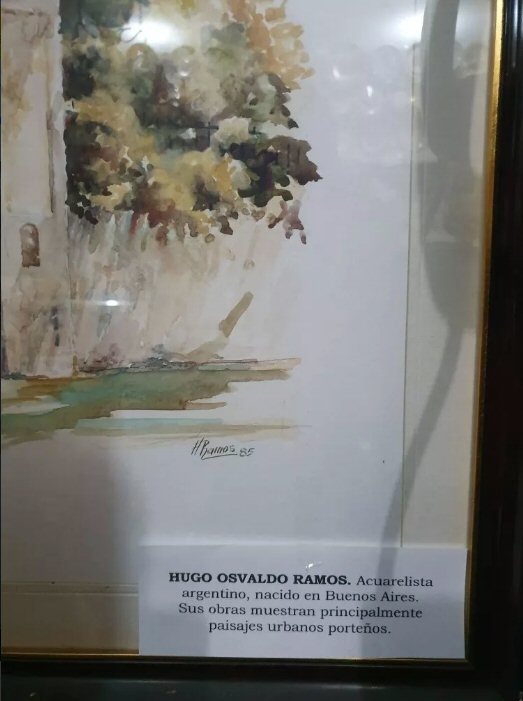 H Ramos 85
HUGO OSVALDO RAMOS. Acuarelista
argentino, nacido en Buenos Aires.
Sus obras muestran principalmente
paisajes urbanos porteños.